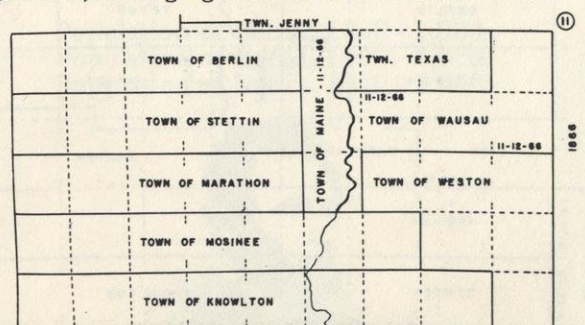 TWN. JENNY
11
TOWN OF BERLIN
TOWN OF MAINE 11-12-66
TWN. TEXAS
11-12-66
TOWN OF STETTIN
TOWN OF WAUSAU
11-12-66
1866
TOWN OF MARATHON
TOWN OF WESTON
TOWN OF MOSINEE
TOWN OF KNOWLTON